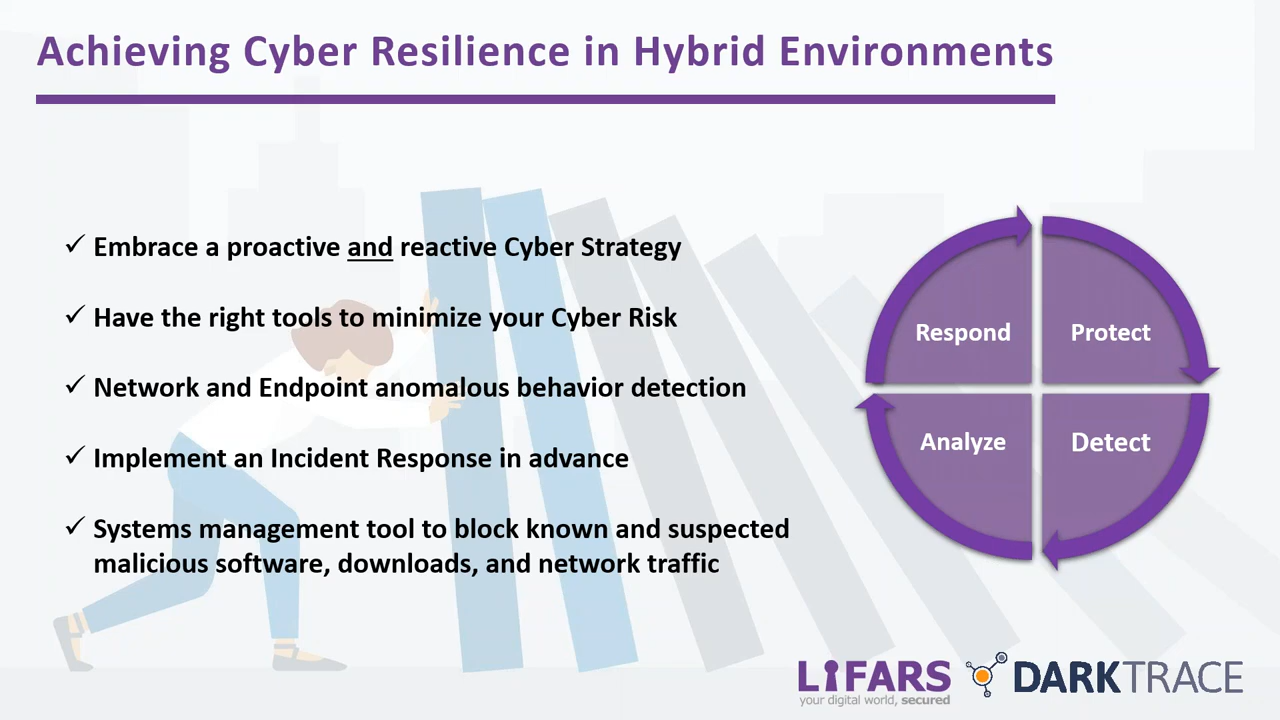 Achieving Cyber Resilience in Hybrid Environments
✓ Embrace a proactive and reactive Cyber Strategy
✓ Have the right tools to minimize your Cyber Risk
✓ Network and Endpoint anomalous behavior detection
✓ Implement an Incident Response in advance
✓ Systems management tool to block known and suspected
malicious software, downloads, and network traffic
Respond
Protect
Analyze
Detect
LIFARS
your digital world, secured
DARKTRACE